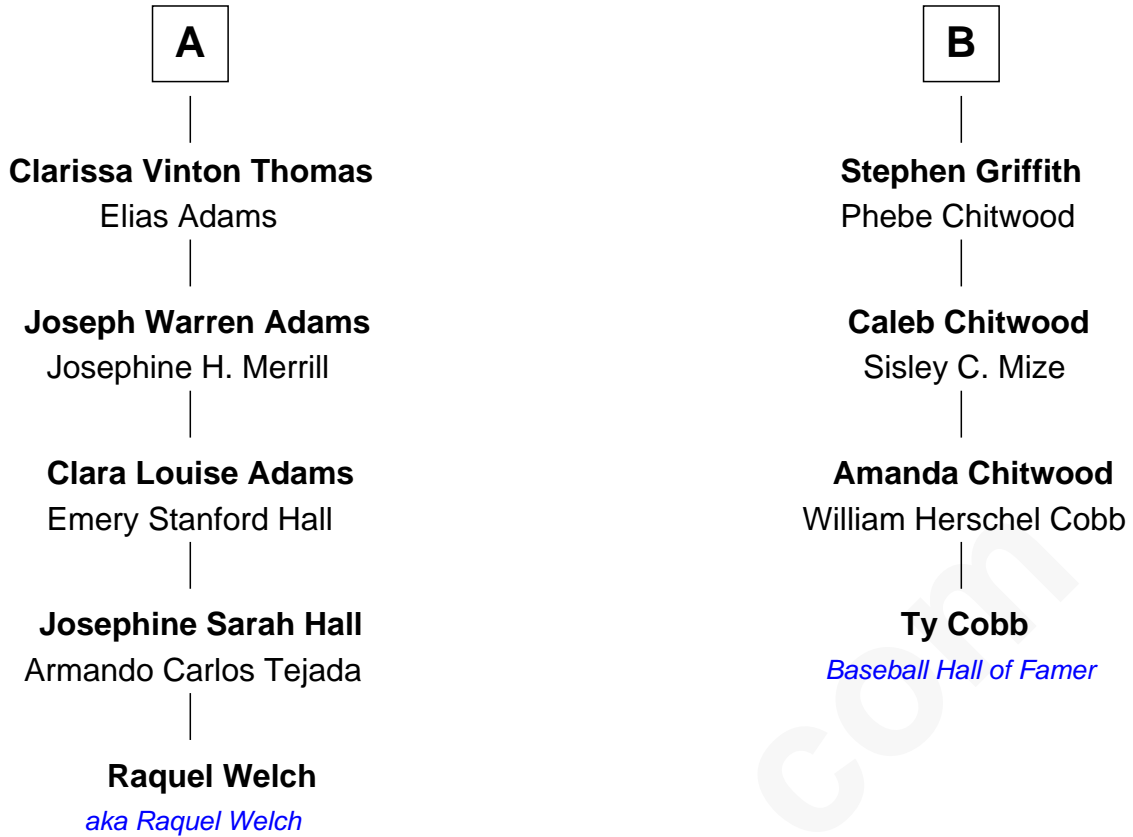 A
Clarissa Vinton Thomas
Elias Adams
Joseph Warren Adams
Josephine H. Merrill
Clara Louise Adams
Emery Stanford Hall
Josephine Sarah Hall
Armando Carlos Tejada
Raquel Welch
aka Raquel Welch
B
Stephen Griffith
Phebe Chitwood
Caleb Chitwood
Sisley C. Mize
Amanda Chitwood
William Herschel Cobb
Ty Cobb
Baseball Hall of Famer
com